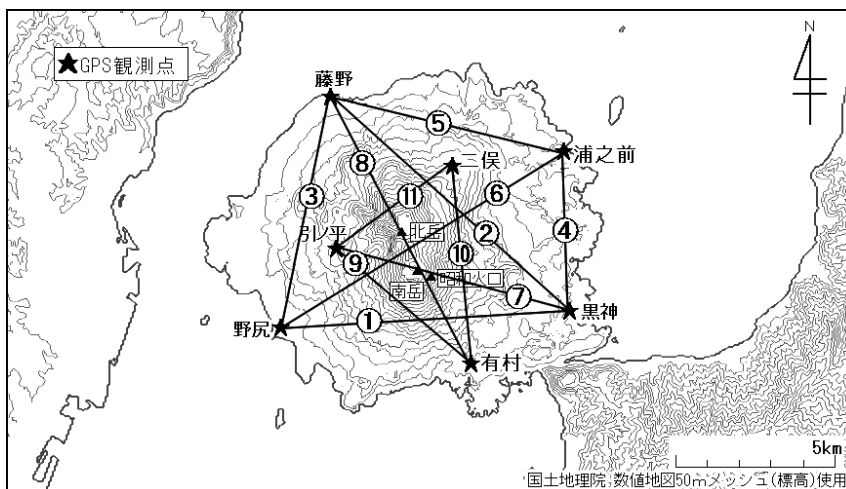 N
★GPS観測点
藤野
⑤
三俣
浦之前
⑧
③
⑪
⑥
北岳
②
④
引ノ平
⑨
⑩
昭和火口
南岳
⑦
黒神
野尻
①
有村
5km
国土地理院 数値地図50mメッシュ(標高)使用